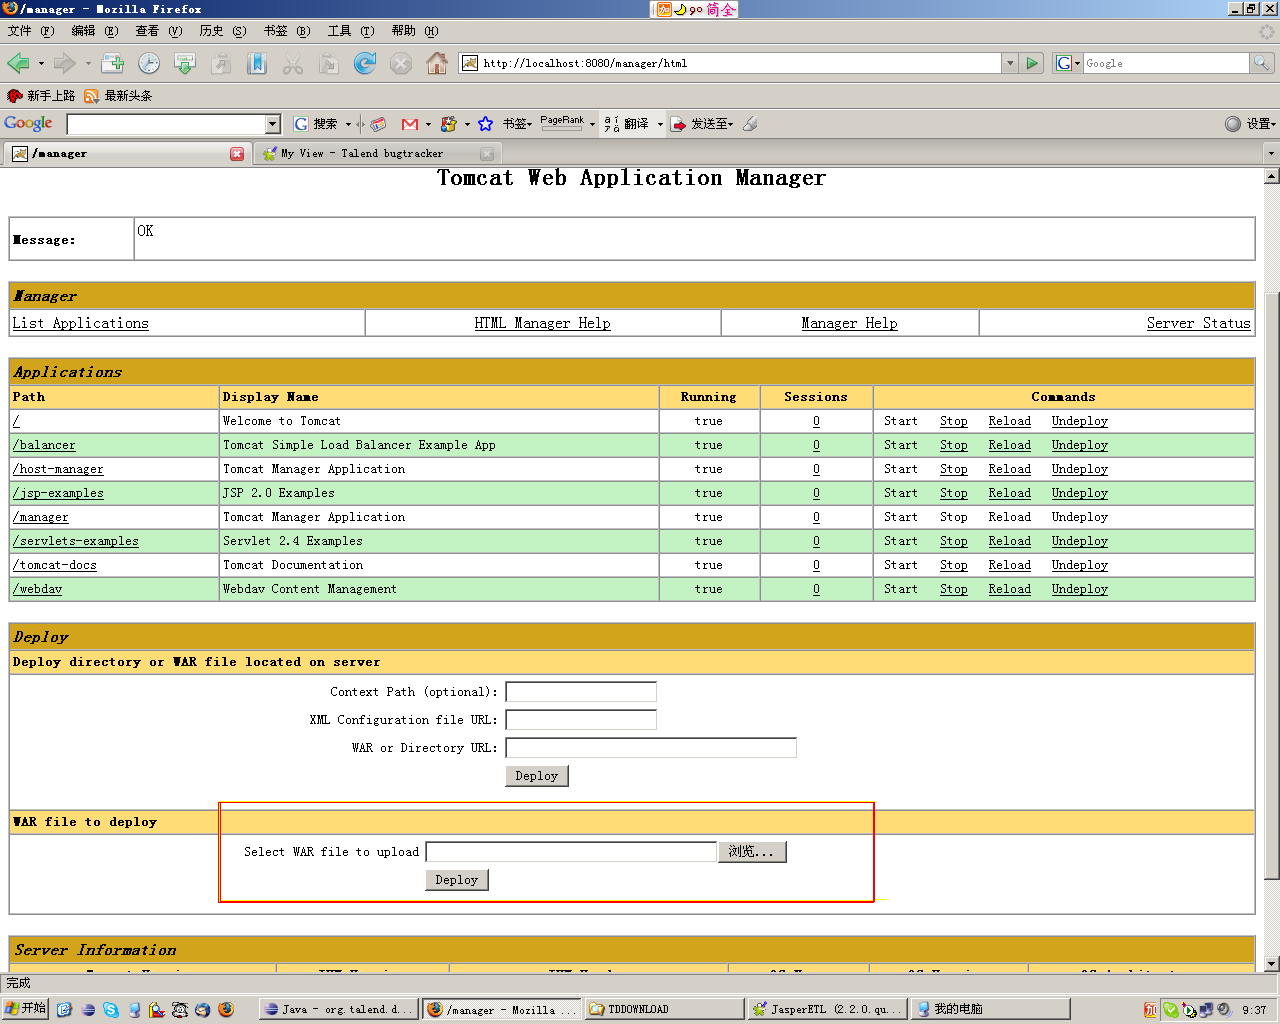 /manager - Mozilla Firefox
简全
文件 (F) 编辑 (E) 查看 (V) 历史 (S) 书签 (B) 工具 (T) 帮助 (H)
http://localhost:8080/manager/html
Google
新手上路 最新头条
Google 搜索 书签 PageRank 翻译 发送至 设置
/manager My View - Talend bugtracker
Tomcat Web Application Manager
Message: OK
Manager
List Applications HTML Manager Help Manager Help Server Status
Applications
Path Display Name Running Sessions Commands
/ Welcome to Tomcat true 0 Start Stop Reload Undeploy
/balancer Tomcat Simple Load Balancer Example App true 0 Start Stop Reload Undeploy
/host-manager Tomcat Manager Application true 0 Start Stop Reload Undeploy
/jsp-examples JSP 2.0 Examples true 0 Start Stop Reload Undeploy
/manager Tomcat Manager Application true 0 Start Stop Reload Undeploy
/servlets-examples Servlet 2.4 Examples true 0 Start Stop Reload Undeploy
/tomcat-docs Tomcat Documentation true 0 Start Stop Reload Undeploy
/webdav Webdav Content Management true 0 Start Stop Reload Undeploy
Deploy
Deploy directory or WAR file located on server
Context Path (optional):
XML Configuration file URL:
WAR or Directory URL:
Deploy
WAR file to deploy
Select WAR file to upload 浏览...
Deploy
Server Information
完成
开始 Java - org.talend.d... /manager - Mozilla ... TDDOWNLOAD JasperETL (2.2.0.qu... 我的电脑 9:37